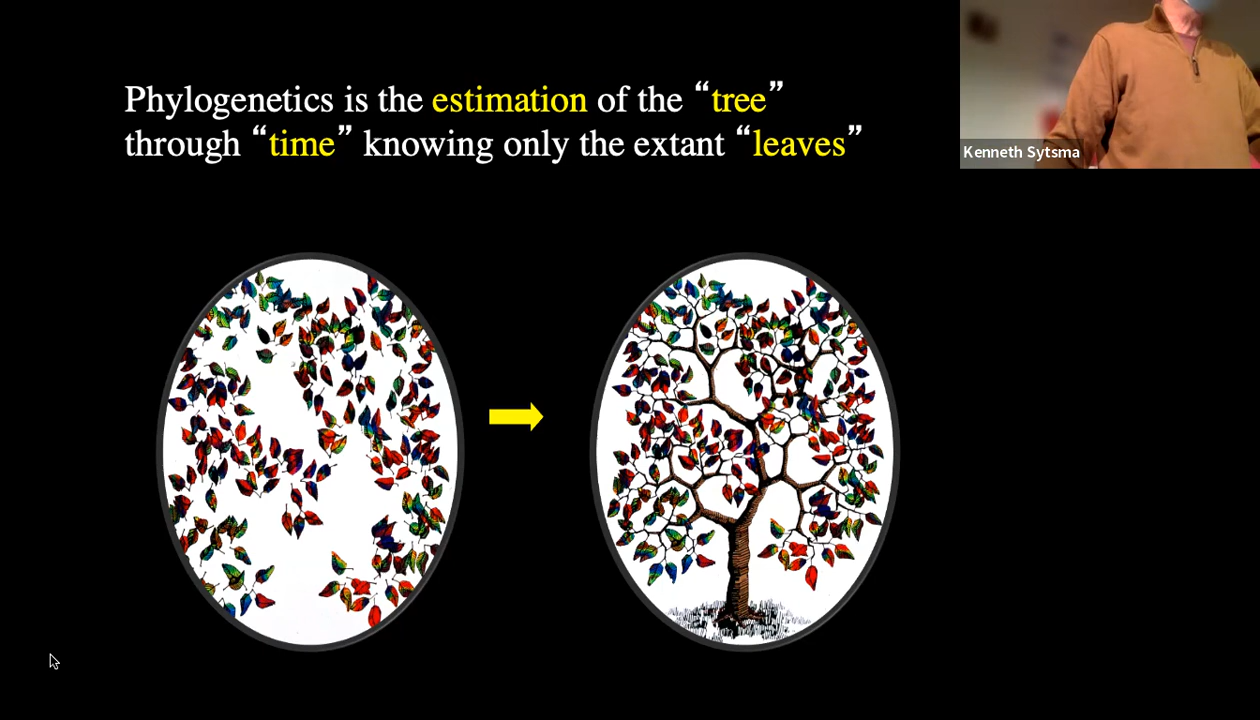 Phylogenetics is the estimation of the “tree”
through “time” knowing only the extant “leaves”
Kenneth Sytsma